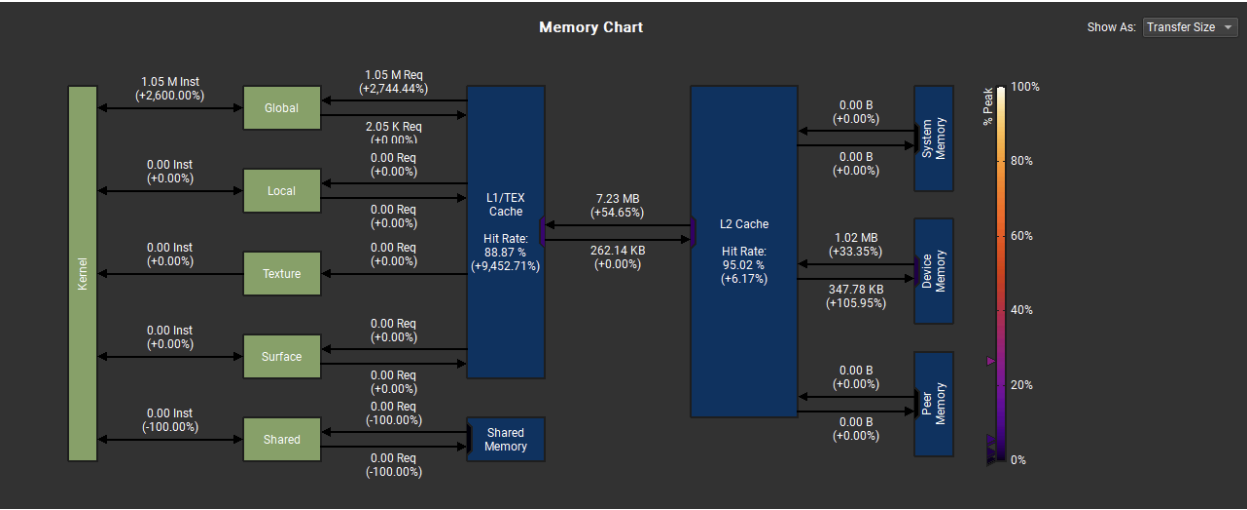 Memory Chart
Show As: Transfer Size
Kernel
1.05 M Inst
(+2,600.00%)
Global
1.05 M Req
(+2,744.44%)
2.05 K Req
(+0.00%)
0.00 Inst
(+0.00%)
Local
0.00 Req
(+0.00%)
0.00 Req
(+0.00%)
0.00 Inst
(+0.00%)
Texture
0.00 Req
(+0.00%)
0.00 Inst
(+0.00%)
Surface
0.00 Req
(+0.00%)
0.00 Req
(+0.00%)
0.00 Inst
(-100.00%)
Shared
0.00 Req
(-100.00%)
0.00 Req
(-100.00%)
L1/TEX
Cache
Hit Rate:
88.87 %
(+9,452.71%)
Shared
Memory
7.23 MB
(+54.65%)
262.14 KB
(+0.00%)
L2 Cache
Hit Rate:
95.02 %
(+6.17%)
0.00 B
(+0.00%)
0.00 B
(+0.00%)
System
Memory
1.02 MB
(+33.35%)
347.78 KB
(+105.95%)
Device
Memory
0.00 B
(+0.00%)
0.00 B
(+0.00%)
Peer
Memory
% Peak
100%
80%
60%
40%
20%
0%